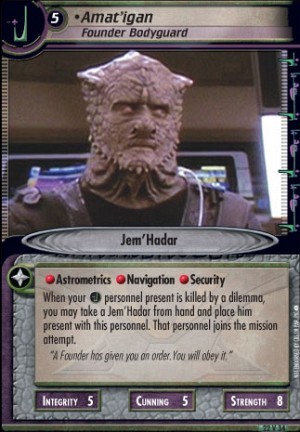 5
•Amat'igan
Founder Bodyguard
Jem'Hadar
Astrometrics Navigation Security
When your personnel present is killed by a dilemma,
you may take a Jem'Hadar from hand and place him
present with this personnel. That personnel joins the mission
attempt.
"A Founder has given you an order. You will obey it."
INTEGRITY 5 CUNNING 5 STRENGTH 8